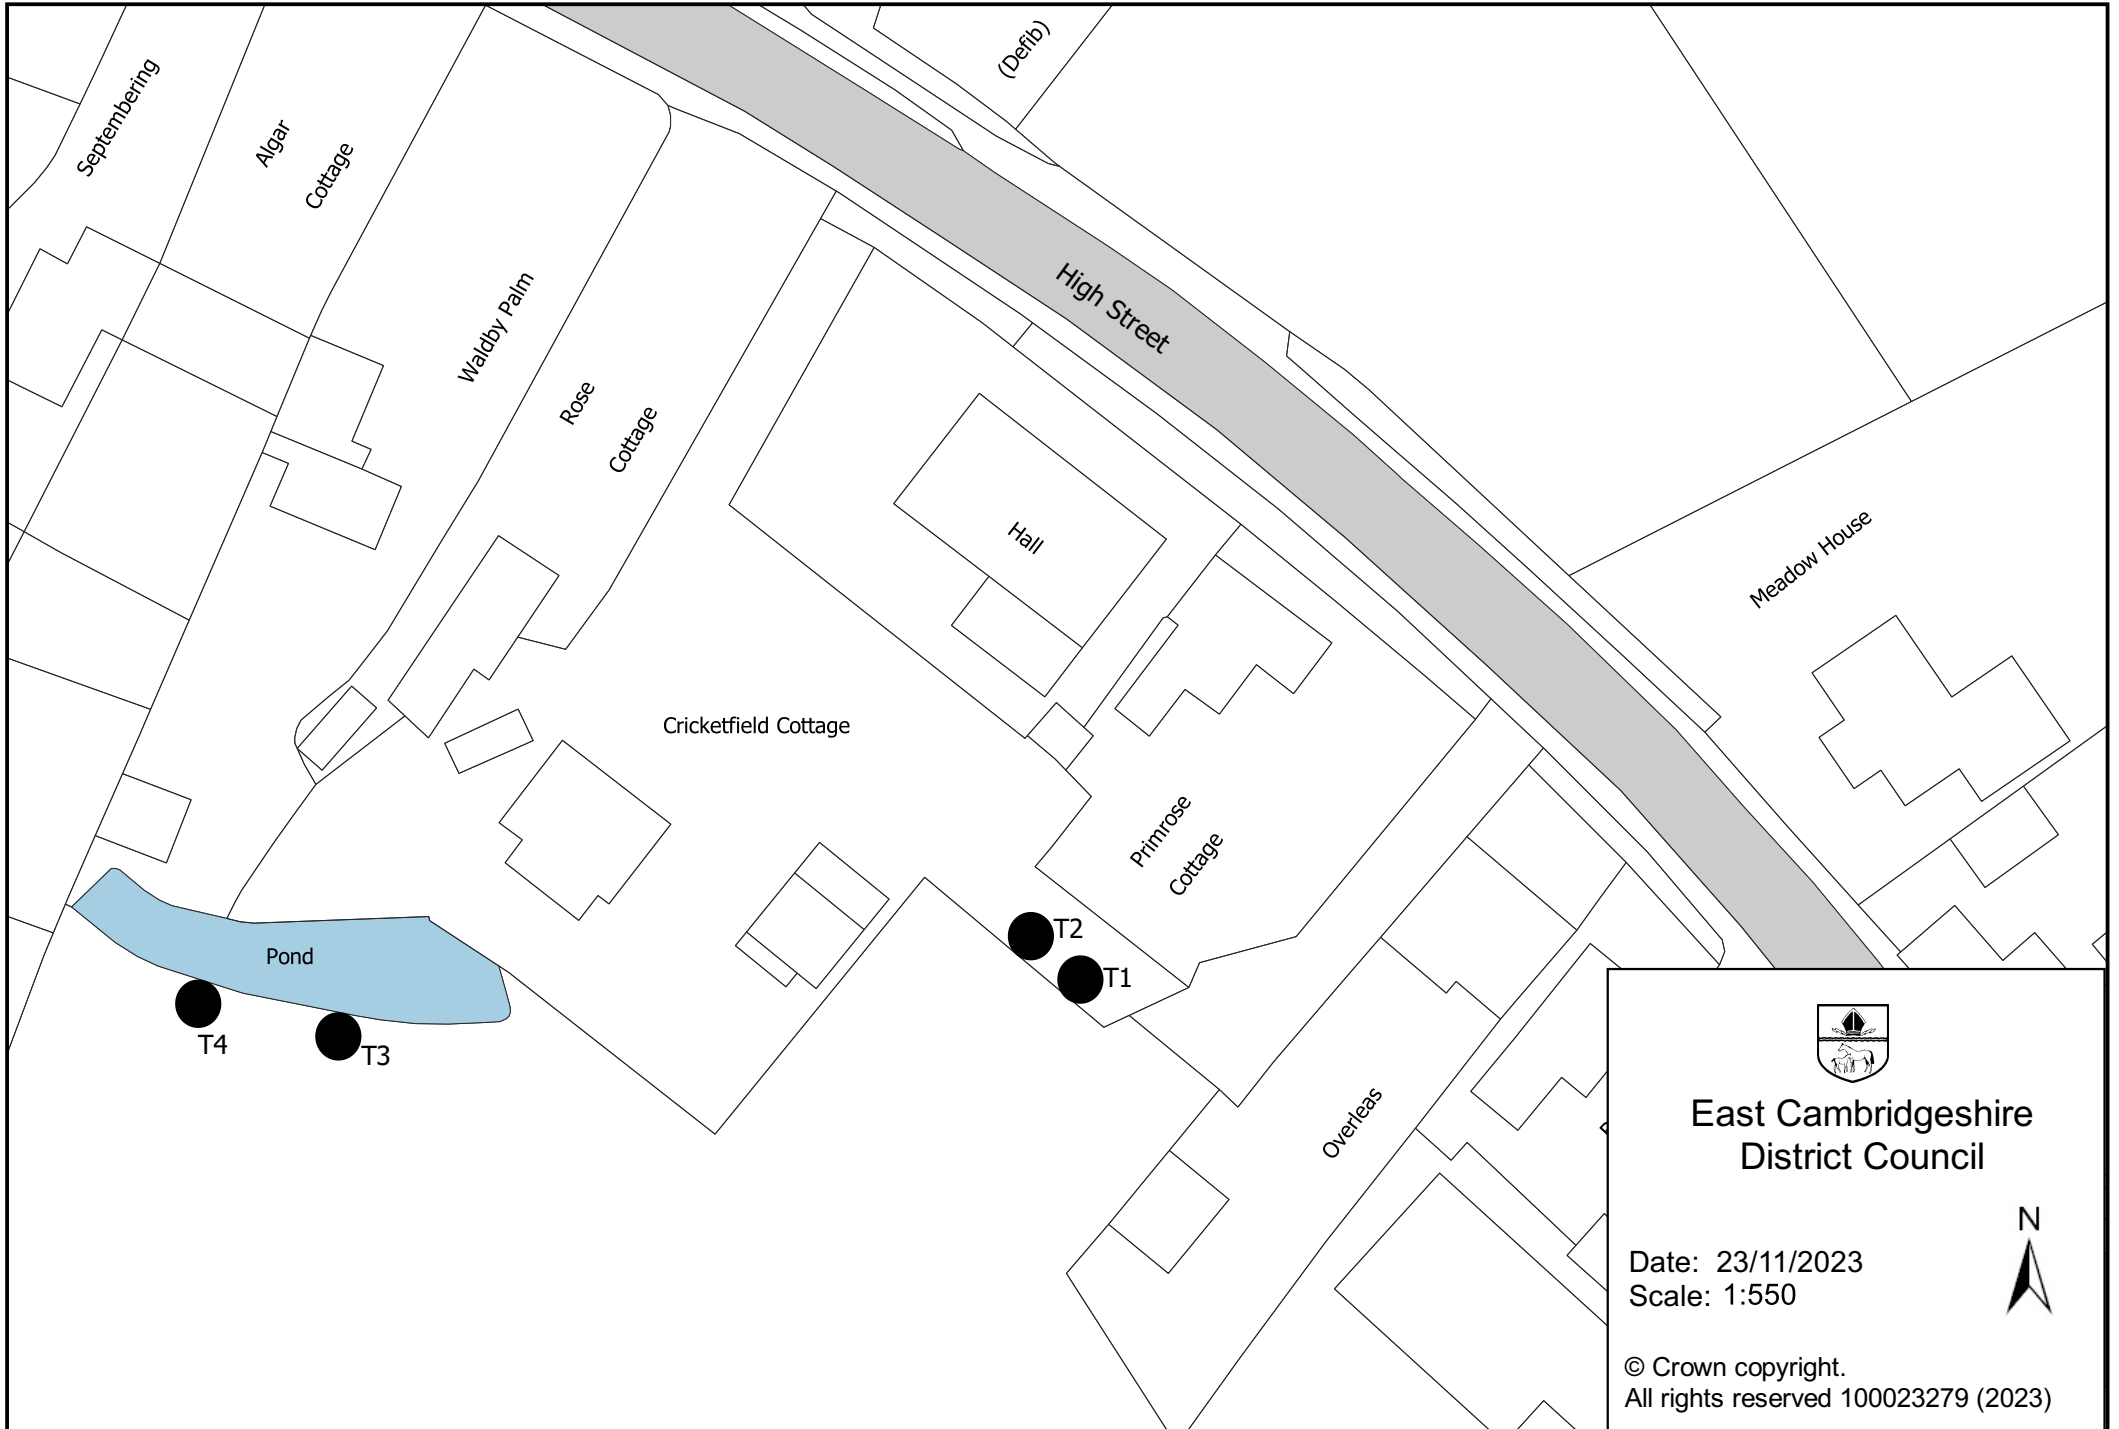 (Defib)
Septembering
Algar
Cottage
High Street
Waldby Palm
Rose
Cottage
Hall
Meadow House
Cricketfield Cottage
Primrose
Cottage
T2
T1
Pond
T4
T3
Overleas
East Cambridgeshire
District Council
N
Date: 23/11/2023
Scale: 1:550
© Crown copyright.
All rights reserved 100023279 (2023)